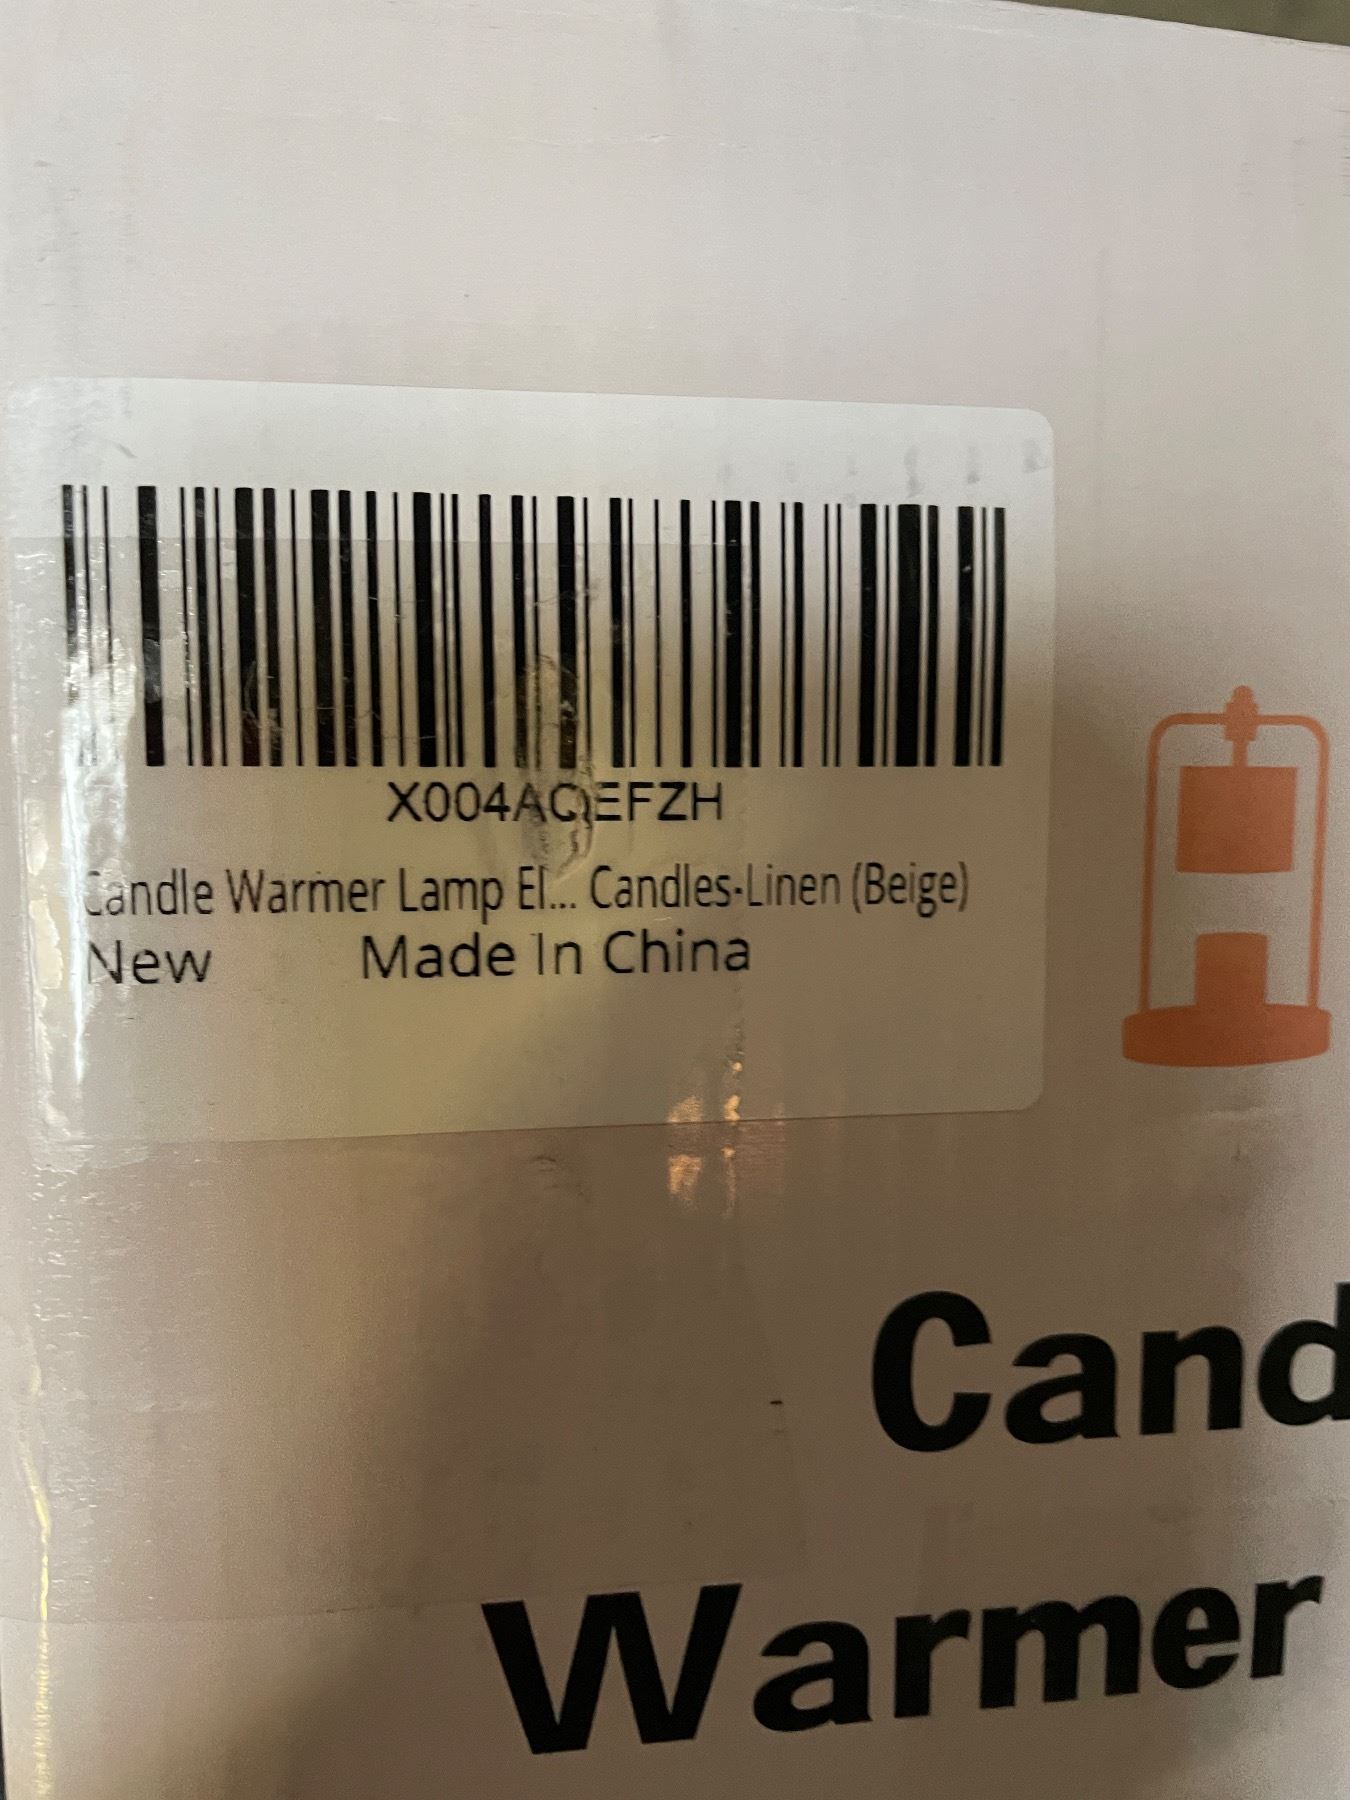 X004AQEFZH
Candle Warmer Lamp El... Candles-Linen (Beige)
New Made In China
Cand
Warmer